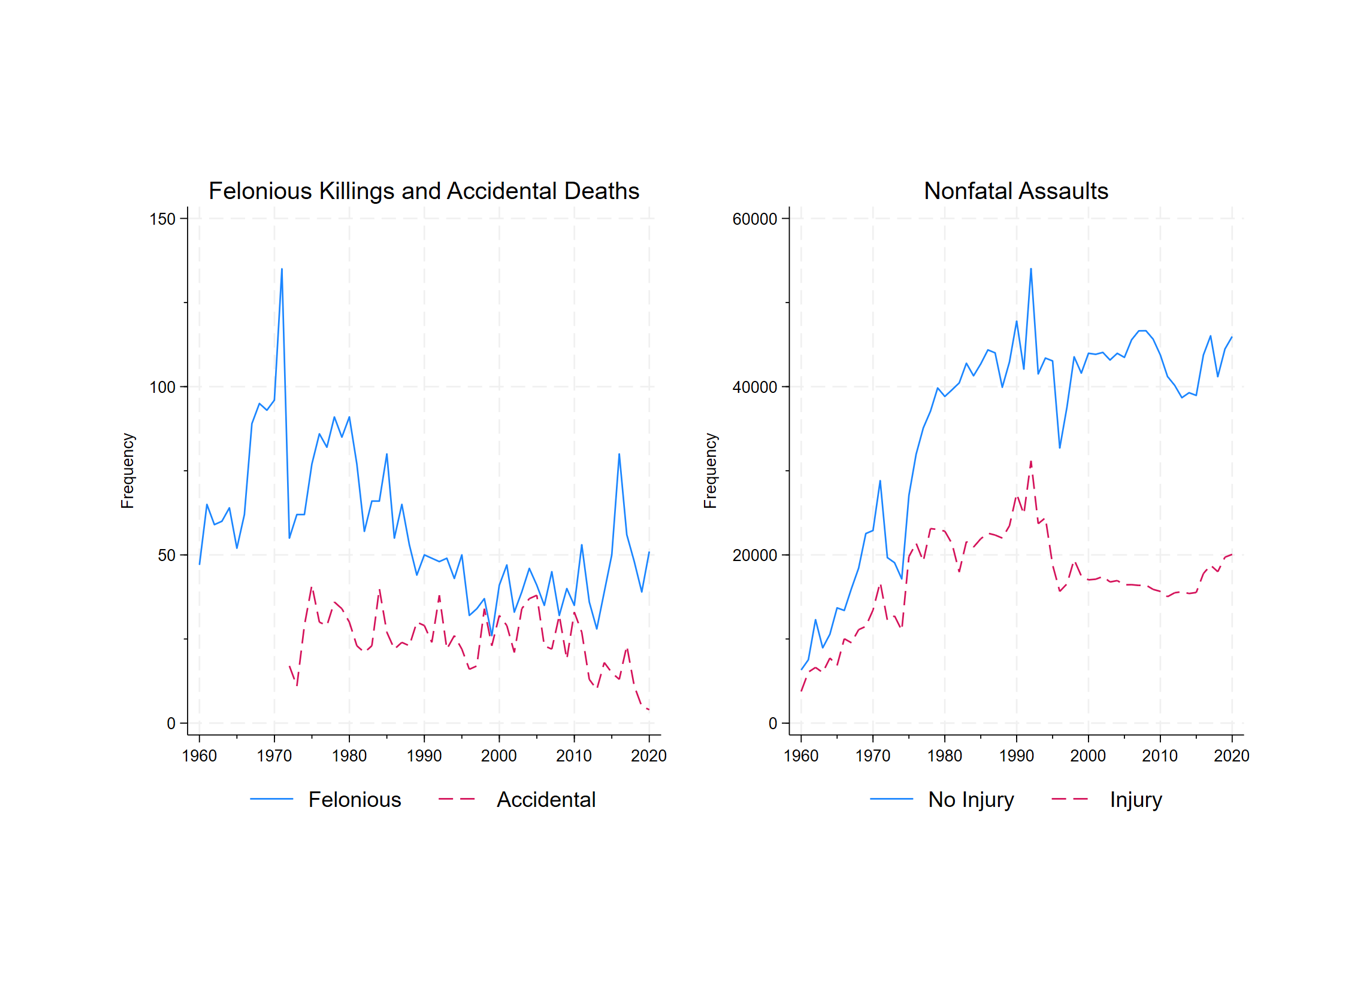 Felonious Killings and Accidental Deaths
150
100
50
0
Frequency
1960 1970 1980 1990 2000 2010 2020
Felonious Accidental
Nonfatal Assaults
60000
40000
20000
0
Frequency
1960 1970 1980 1990 2000 2010 2020
No Injury Injury